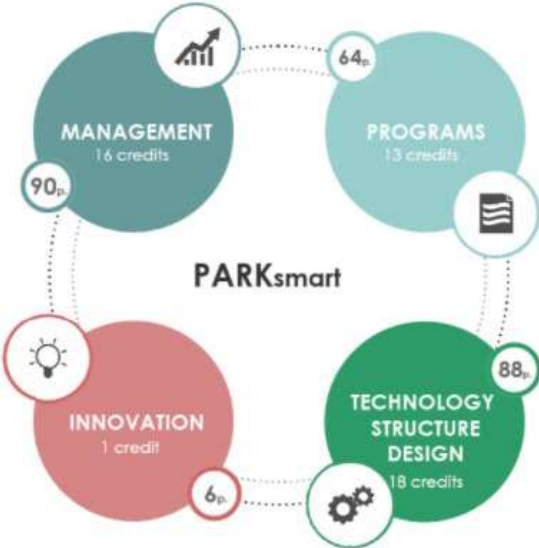 MANAGEMENT
16 credits
90p.
64p.
PROGRAMS
13 credits
PARKsmart
INNOVATION
1 credit
6p.
88p.
TECHNOLOGY
STRUCTURE
DESIGN
18 credits